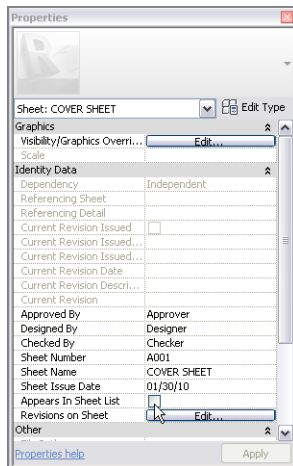 Properties
Sheet: COVER SHEET Edit Type
Graphics
Visibility/Graphics Overri... Edit...
Scale
Identity Data
Dependency Independent
Referencing Sheet
Referencing Detail
Current Revision Issued
Current Revision Issued...
Current Revision Issued...
Current Revision Date
Current Revision Descri...
Current Revision
Approved By Approver
Designed By Designer
Checked By Checker
Sheet Number A001
Sheet Name COVER SHEET
Sheet Issue Date 01/30/10
Appears In Sheet List
Revisions on Sheet Edit...
Other
Properties help Apply